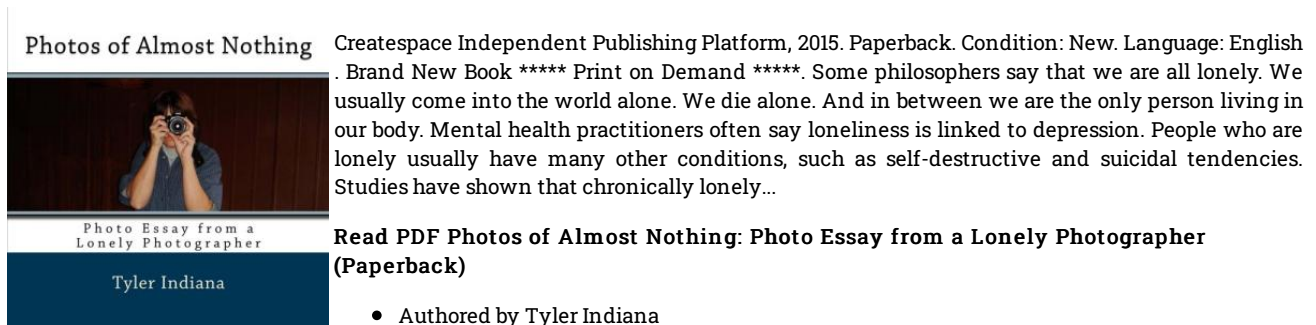 Photos of Almost Nothing
Photo Essay from a
Lonely Photographer
Tyler Indiana
Createspace Independent Publishing Platform, 2015. Paperback. Condition: New. Language: English
. Brand New Book ***** Print on Demand *****. Some philosophers say that we are all lonely. We
usually come into the world alone. We die alone. And in between we are the only person living in
our body. Mental health practitioners often say loneliness is linked to depression. People who are
lonely usually have many other conditions, such as self-destructive and suicidal tendencies.
Studies have shown that chronically lonely...
Read PDF Photos of Almost Nothing: Photo Essay from a Lonely Photographer
(Paperback)
● Authored by Tyler Indiana